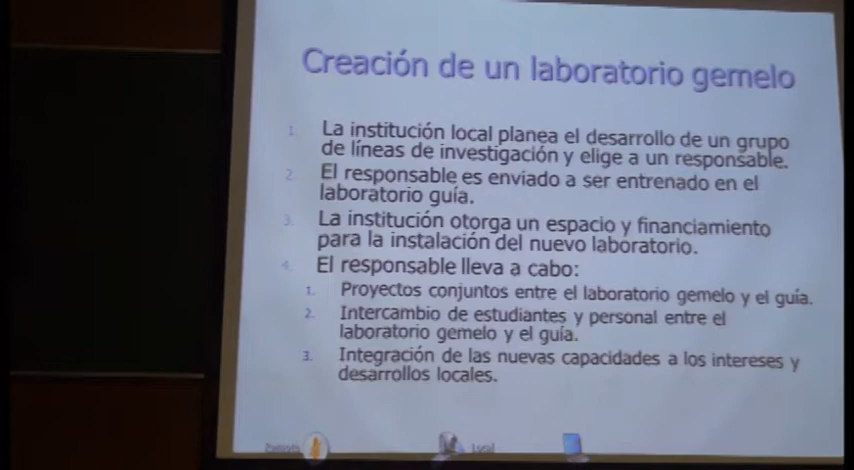 Creación de un laboratorio gemelo
1. La institución local planea el desarrollo de un grupo
de líneas de investigación y elige a un responsable.
2. El responsable es enviado a ser entrenado en el
laboratorio guía.
3. La institución otorga un espacio y financiamiento
para la instalación del nuevo laboratorio.
4. El responsable lleva a cabo:
1. Proyectos conjuntos entre el laboratorio gemelo y el guía.
2. Intercambio de estudiantes y personal entre el
laboratorio gemelo y el guía.
3. Integración de las nuevas capacidades a los intereses y
desarrollos locales.